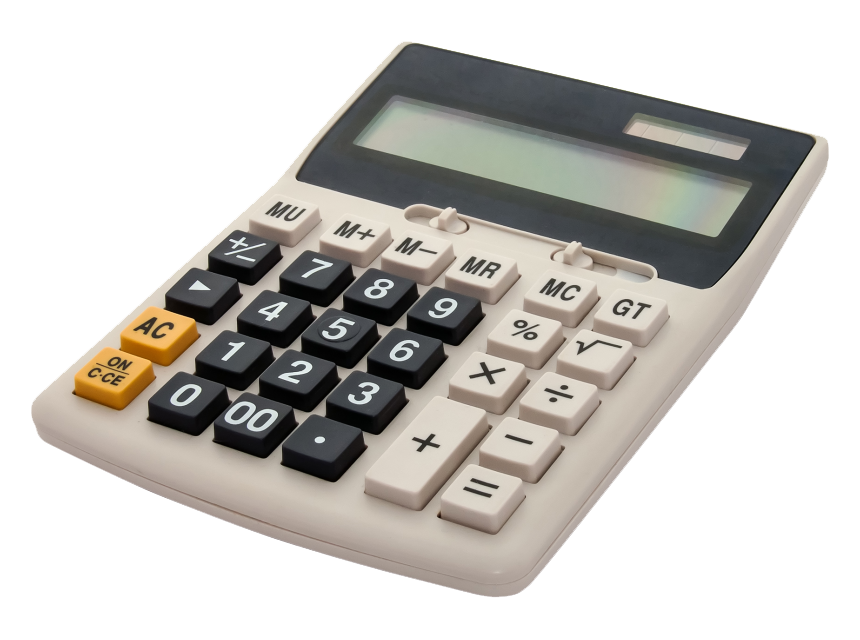 MU M+ M− MR MC GT
+/− 7 8 9 % √
▶ 4 5 6 × ÷
AC 1 2 3 + −
ON
C·CE 0 00 · =